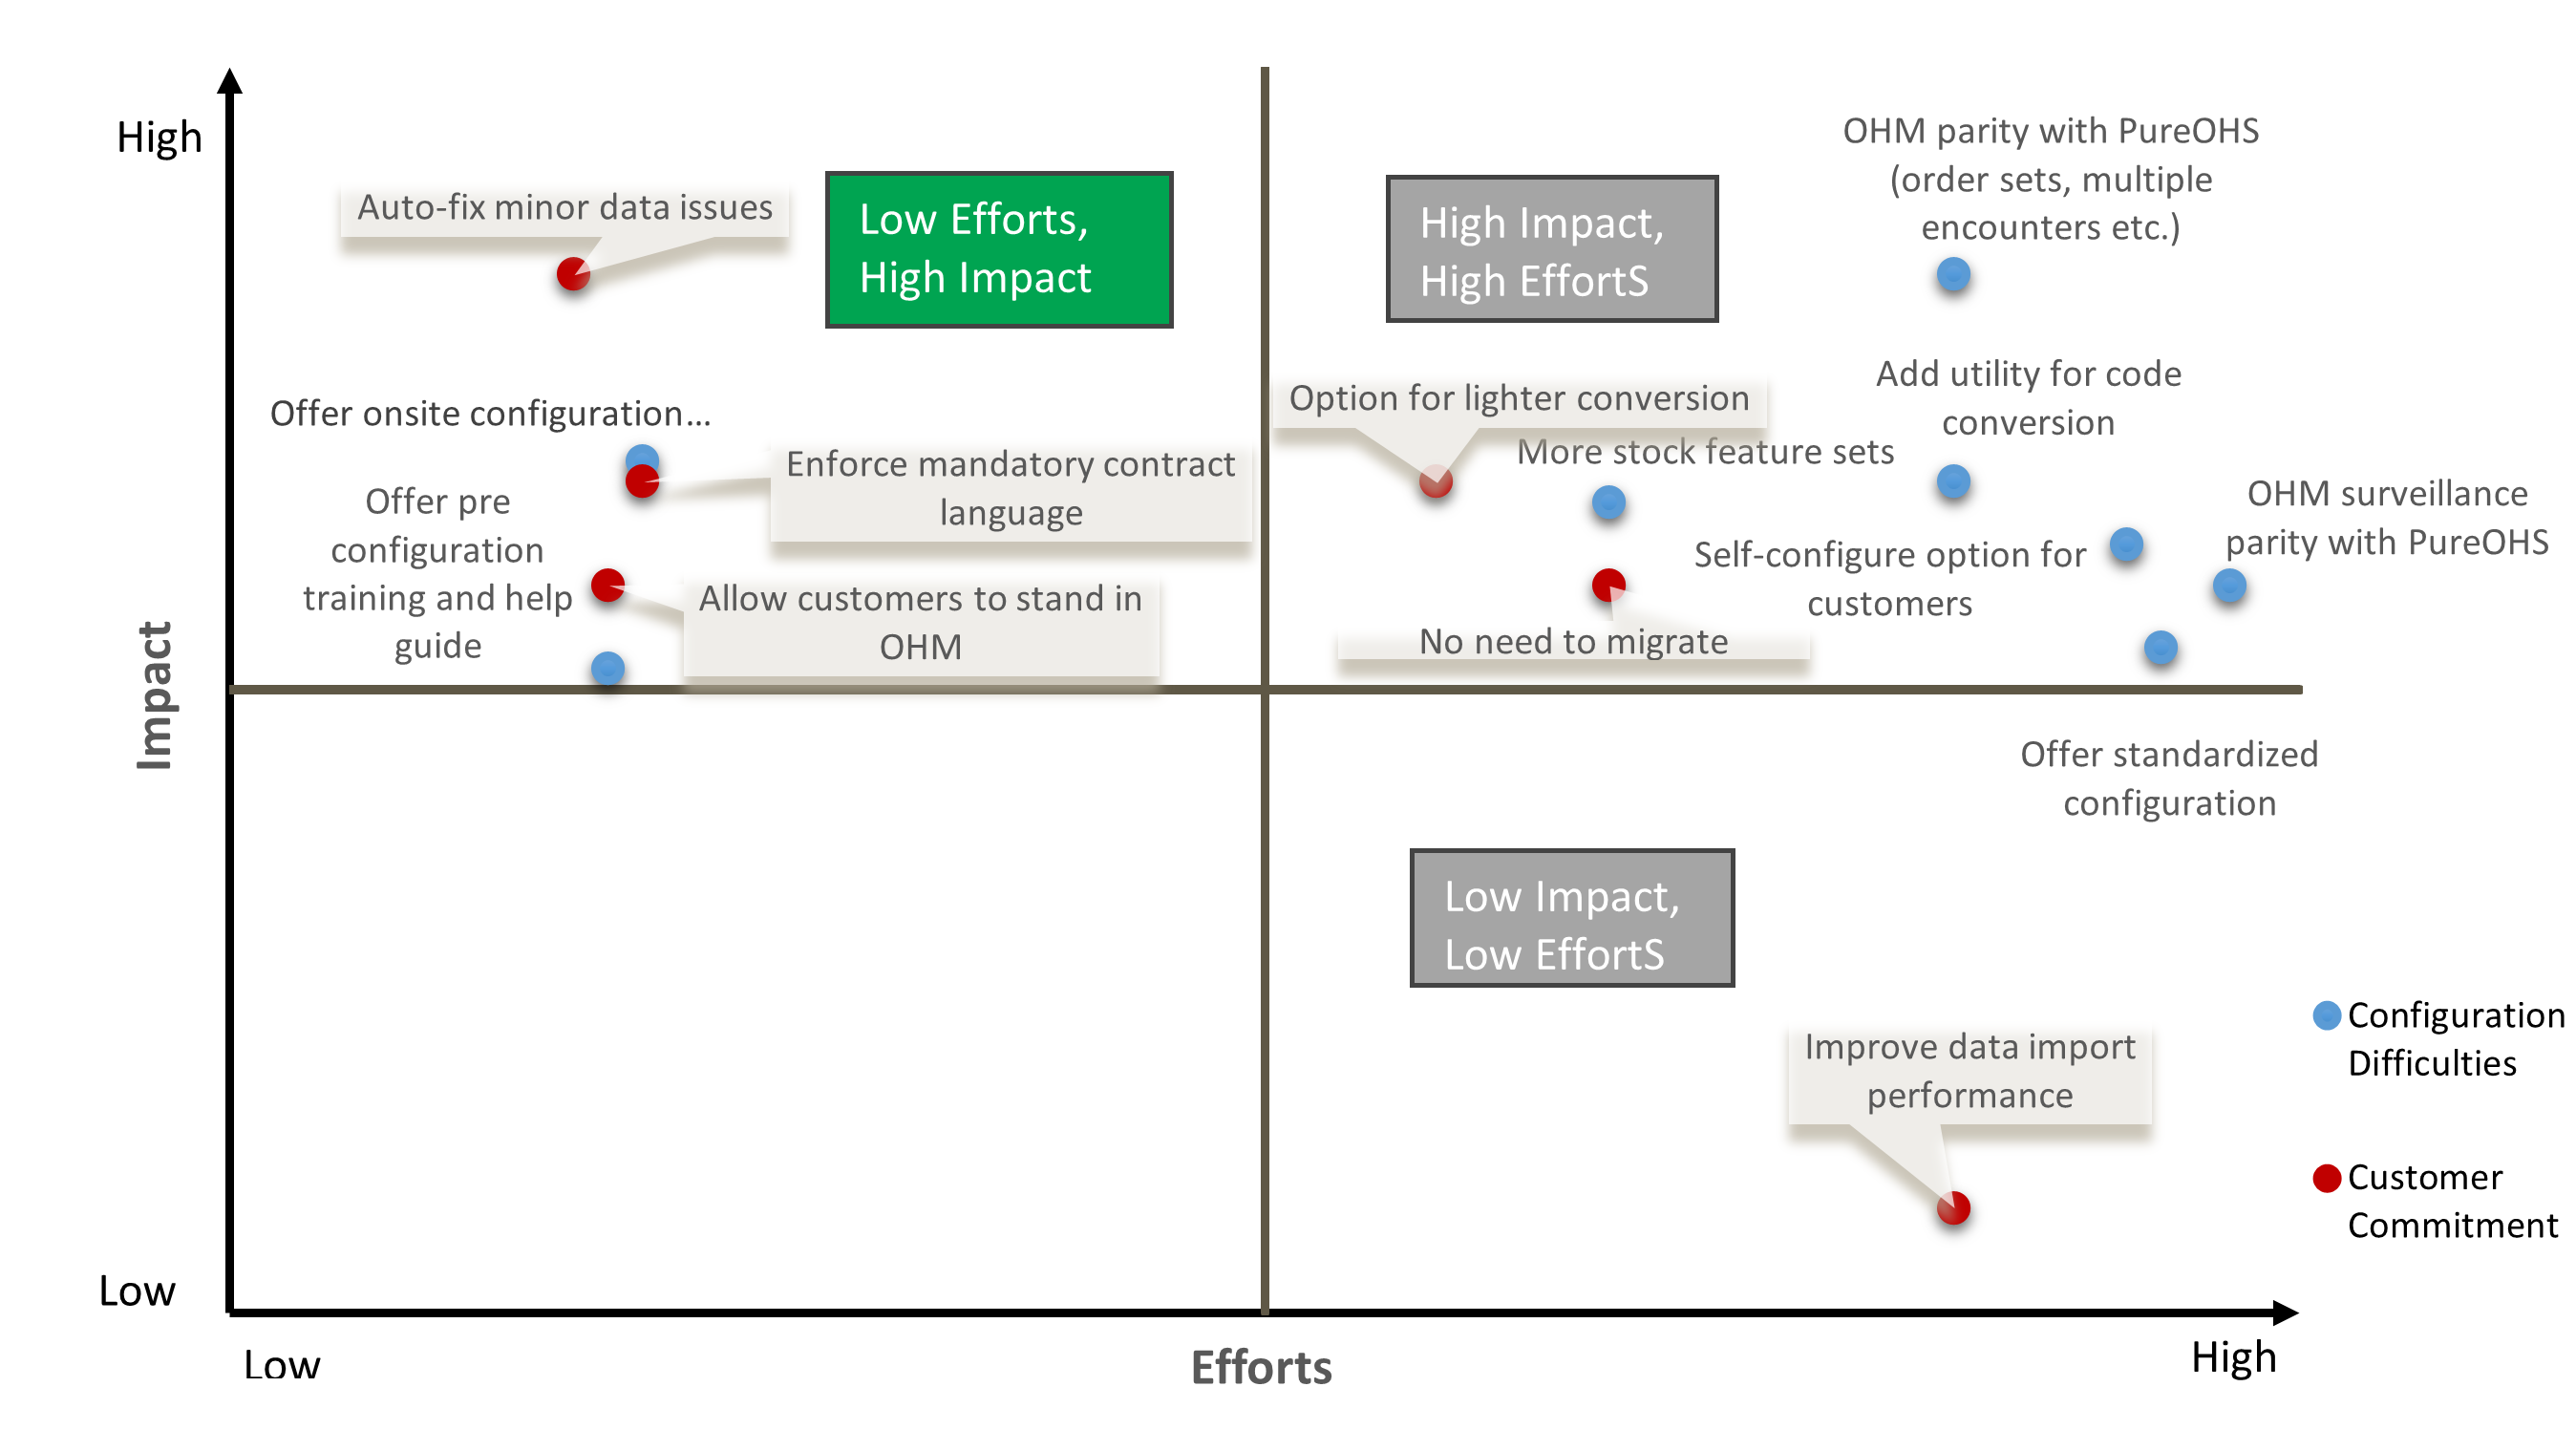 High
OHM parity with PureOHS
(order sets, multiple
encounters etc.)
Auto-fix minor data issues
Low Efforts,
High Impact
High Impact,
High EffortS
Add utility for code
conversion
Option for lighter conversion
Offer onsite configuration...
More stock feature sets
Enforce mandatory contract
language
Offer pre
configuration
training and help
guide
OHM surveillance
parity with PureOHS
Self-configure option for
customers
Allow customers to stand in
OHM
No need to migrate
Impact
Offer standardized
configuration
Low Impact,
Low EffortS
Configuration
Difficulties
Improve data import
performance
Customer
Commitment
Low
Low
Efforts
High